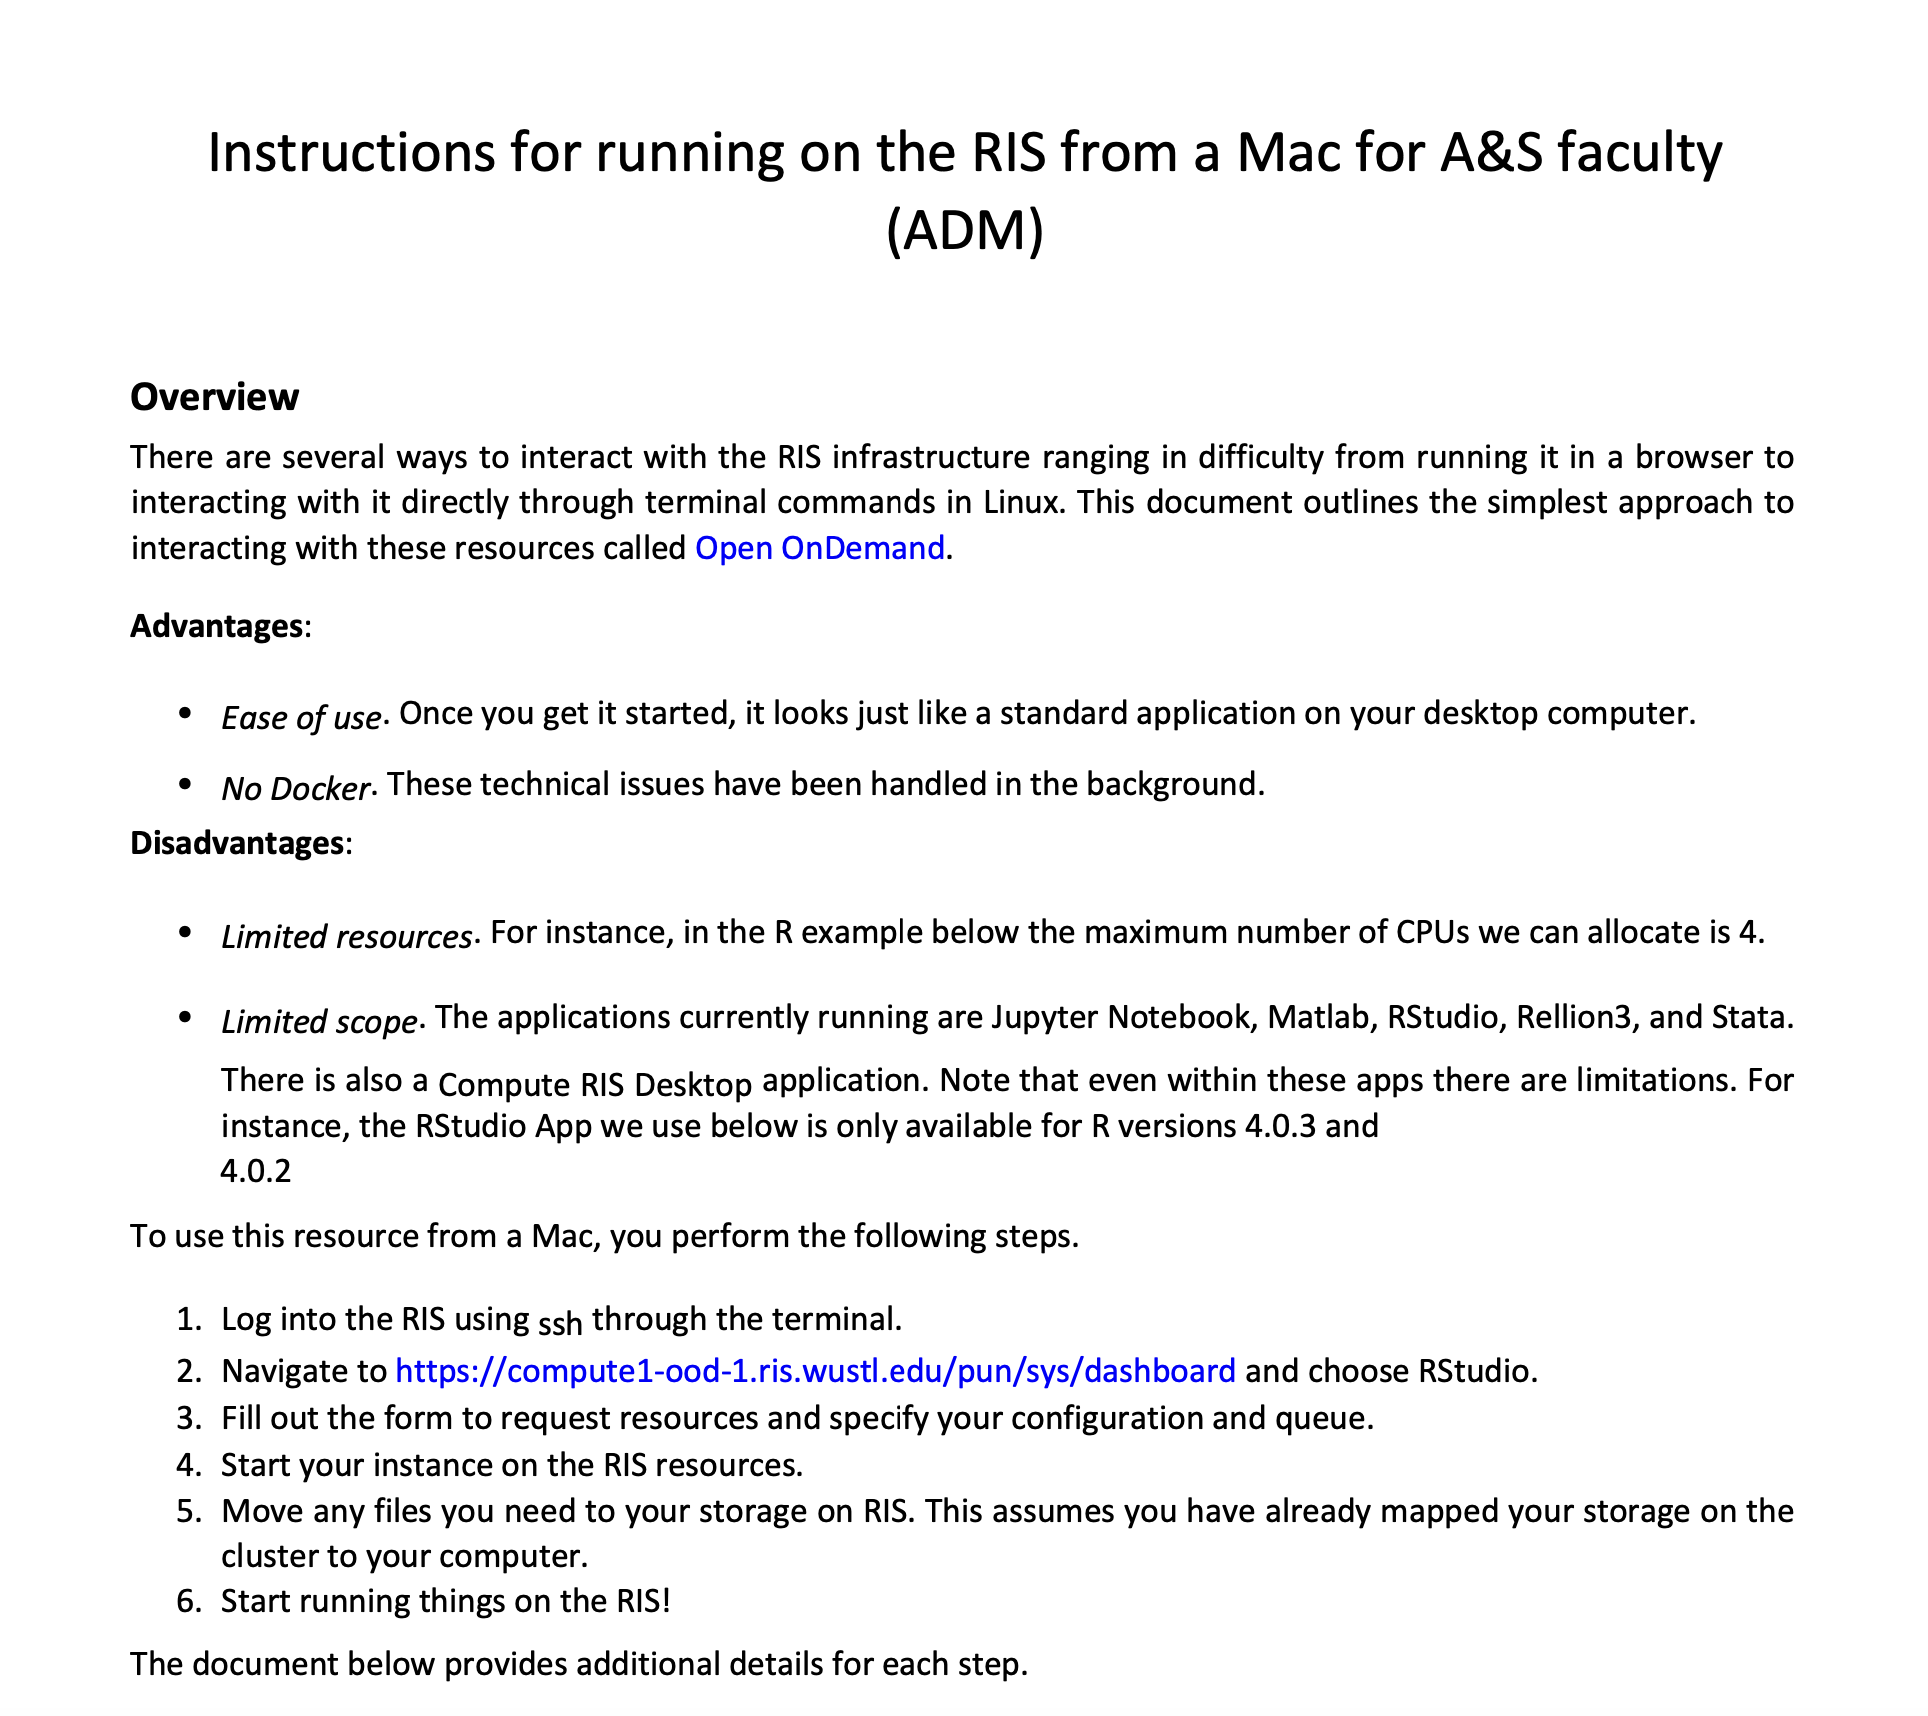 Instructions for running on the RIS from a Mac for A&S faculty
(ADM)
Overview
There are several ways to interact with the RIS infrastructure ranging in difficulty from running it in a browser to
interacting with it directly through terminal commands in Linux. This document outlines the simplest approach to
interacting with these resources called Open OnDemand.
Advantages:
• Ease of use. Once you get it started, it looks just like a standard application on your desktop computer.
• No Docker. These technical issues have been handled in the background.
Disadvantages:
• Limited resources. For instance, in the R example below the maximum number of CPUs we can allocate is 4.
• Limited scope. The applications currently running are Jupyter Notebook, Matlab, RStudio, Rellion3, and Stata.
There is also a Compute RIS Desktop application. Note that even within these apps there are limitations. For
instance, the RStudio App we use below is only available for R versions 4.0.3 and
4.0.2
To use this resource from a Mac, you perform the following steps.
1. Log into the RIS using ssh through the terminal.
2. Navigate to https://compute1-ood-1.ris.wustl.edu/pun/sys/dashboard and choose RStudio.
3. Fill out the form to request resources and specify your configuration and queue.
4. Start your instance on the RIS resources.
5. Move any files you need to your storage on RIS. This assumes you have already mapped your storage on the
cluster to your computer.
6. Start running things on the RIS!
The document below provides additional details for each step.